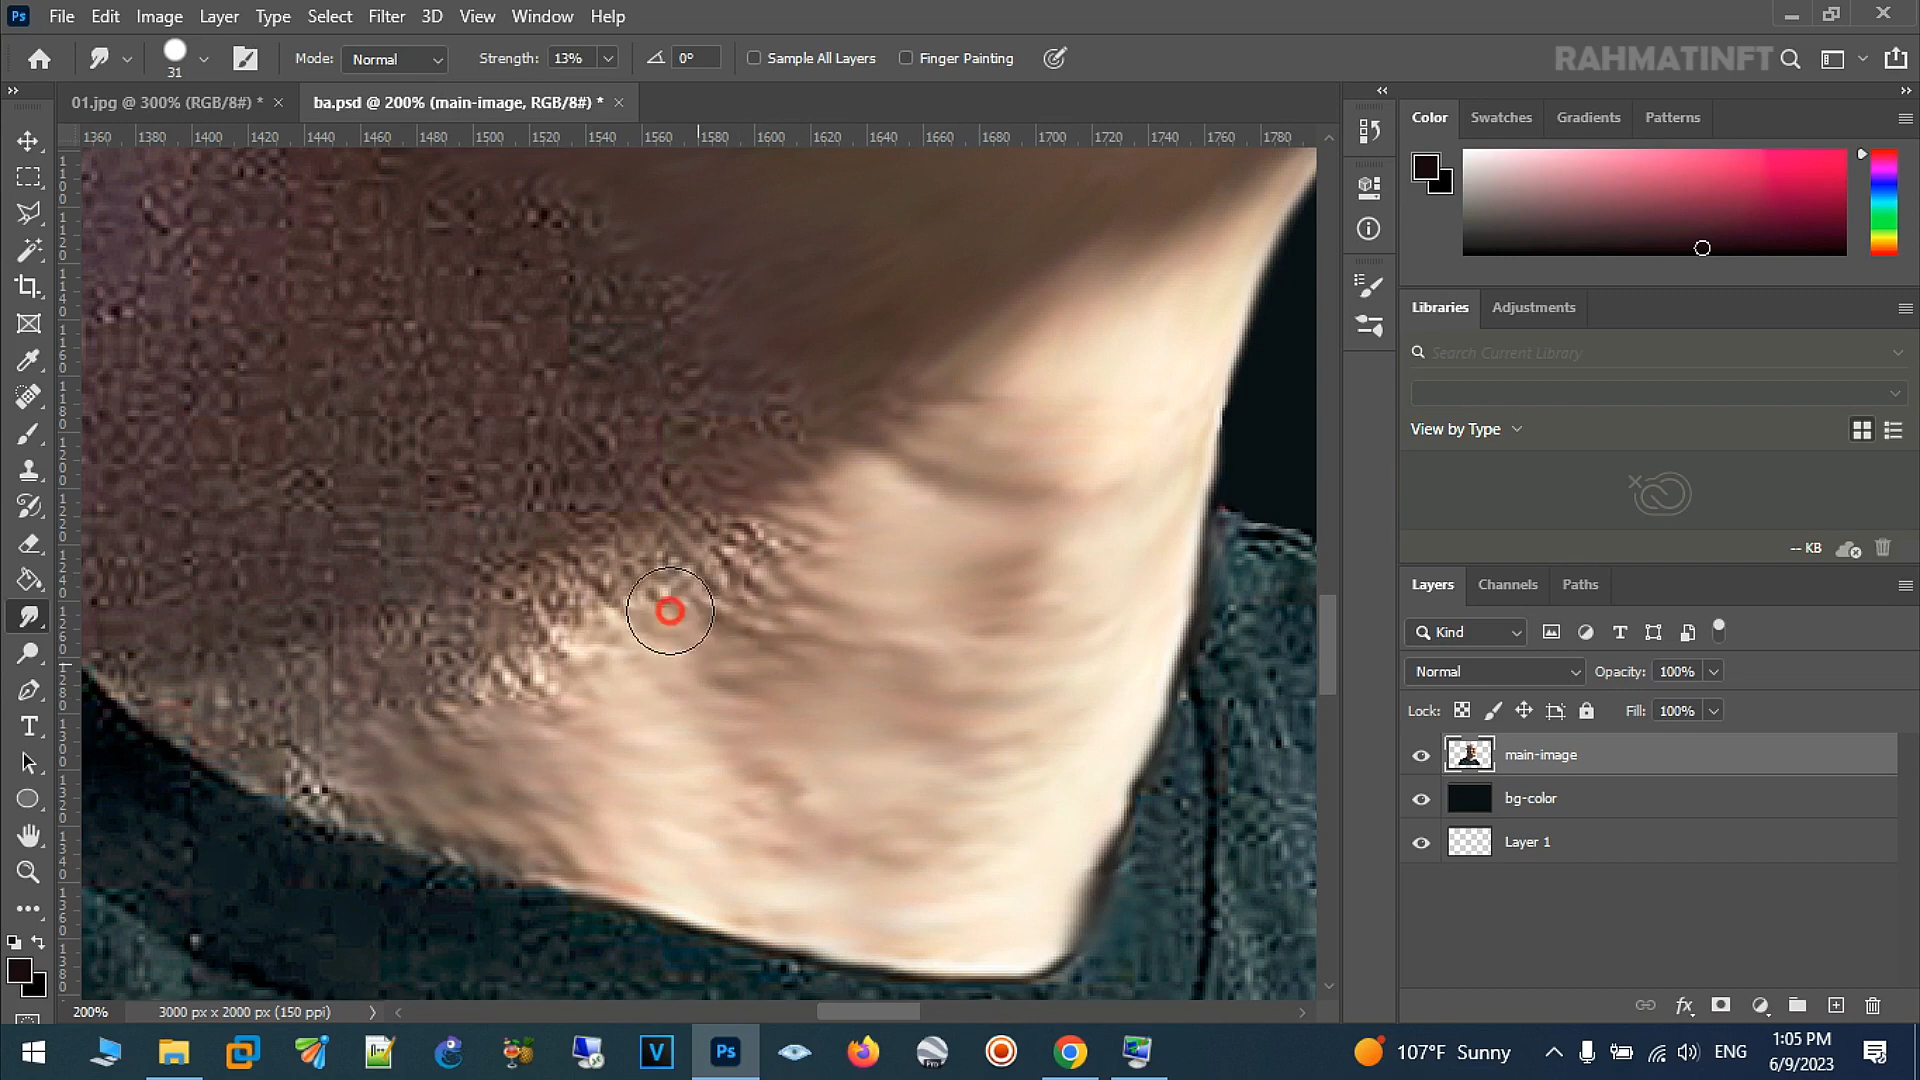 Ps File Edit Image Layer Type Select Filter 3D View Window Help
31 Mode: Normal Strength: 13% 0° Sample All Layers Finger Painting RAHMATINFT
01.jpg @ 300% (RGB/8#) * ba.psd @ 200% (main-image, RGB/8#) *
1360 1380 1400 1420 1440 1460 1480 1500 1520 1540 1560 1580 1600 1620 1640 1660 1680 1700 1720 1740 1760 1780
Color Swatches Gradients Patterns
Libraries Adjustments
Search Current Library
View by Type
-- KB
Layers Channels Paths
Kind
Normal Opacity: 100%
Lock: Fill: 100%
main-image
bg-color
Layer 1
fx
200% 3000 px x 2000 px (150 ppi)
V Ps Pro 107°F Sunny ENG 1:05 PM
6/9/2023